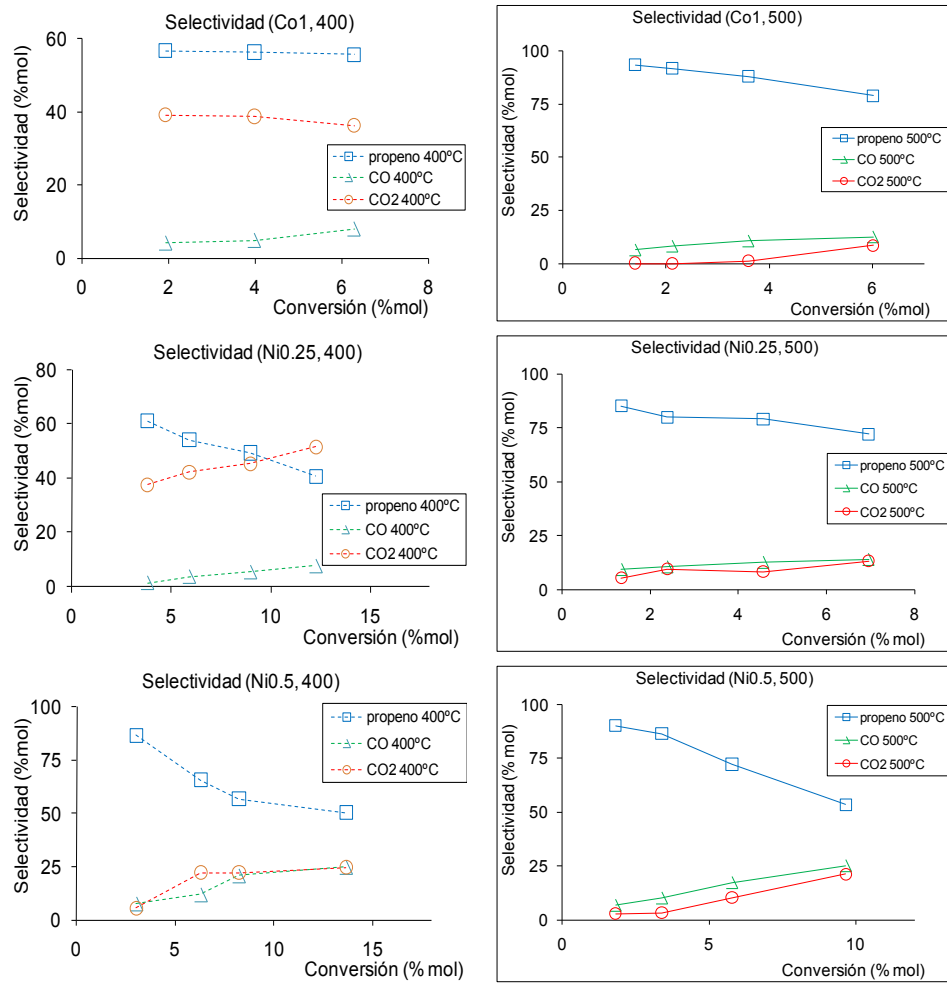 Selectividad (Co1, 400)
Selectividad (%mol)
60
40
20
0
0
2
4
6
8
Conversión (%mol)
propeno 400ºC
CO 400ºC
CO2 400ºC
Selectividad (Co1, 500)
Selectividad (%mol)
100
75
50
25
0
0
2
4
6
Conversión (%mol)
propeno 500ºC
CO 500ºC
CO2 500ºC
Selectividad (Ni0.25, 400)
Selectividad (%mol)
80
60
40
20
0
0
5
10
15
Conversión (%mol)
propeno 400ºC
CO 400ºC
CO2 400ºC
Selectividad (Ni0.25, 500)
Selectividad (% mol)
100
75
50
25
0
0
2
4
6
8
Conversión (% mol)
propeno 500ºC
CO 500ºC
CO2 500ºC
Selectividad (Ni0.5, 400)
Selectividad (%mol)
100
75
50
25
0
0
5
10
15
Conversión (% mol)
propeno 400ºC
CO 400ºC
CO2 400ºC
Selectividad (Ni0.5, 500)
Selectividad (% mol)
100
75
50
25
0
0
5
10
Conversión (% mol)
propeno 500ºC
CO 500ºC
CO2 500ºC